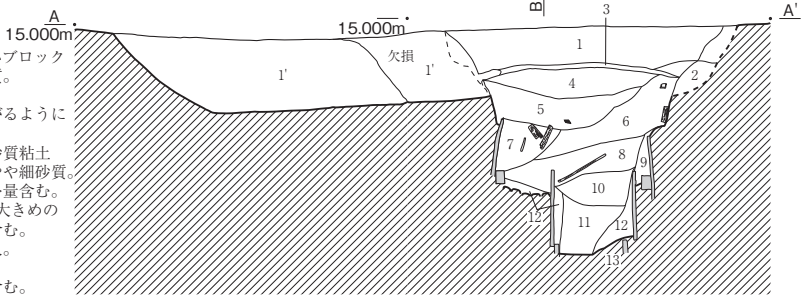 A
15.000m
15.000m
B
3
A'
ブロック
欠損
1
1'
1'
2
4
5
6
7
8
9
10
11
12
12
13
がるように
質粘土
や細砂質。
量含む。
大きめの
む。
む。